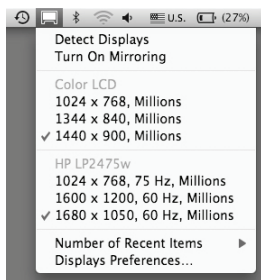 U.S. (27%)
Detect Displays
Turn On Mirroring
Color LCD
1024 x 768, Millions
1344 x 840, Millions
✓ 1440 x 900, Millions
HP LP2475w
1024 x 768, 75 Hz, Millions
1600 x 1200, 60 Hz, Millions
✓ 1680 x 1050, 60 Hz, Millions
Number of Recent Items
Displays Preferences...